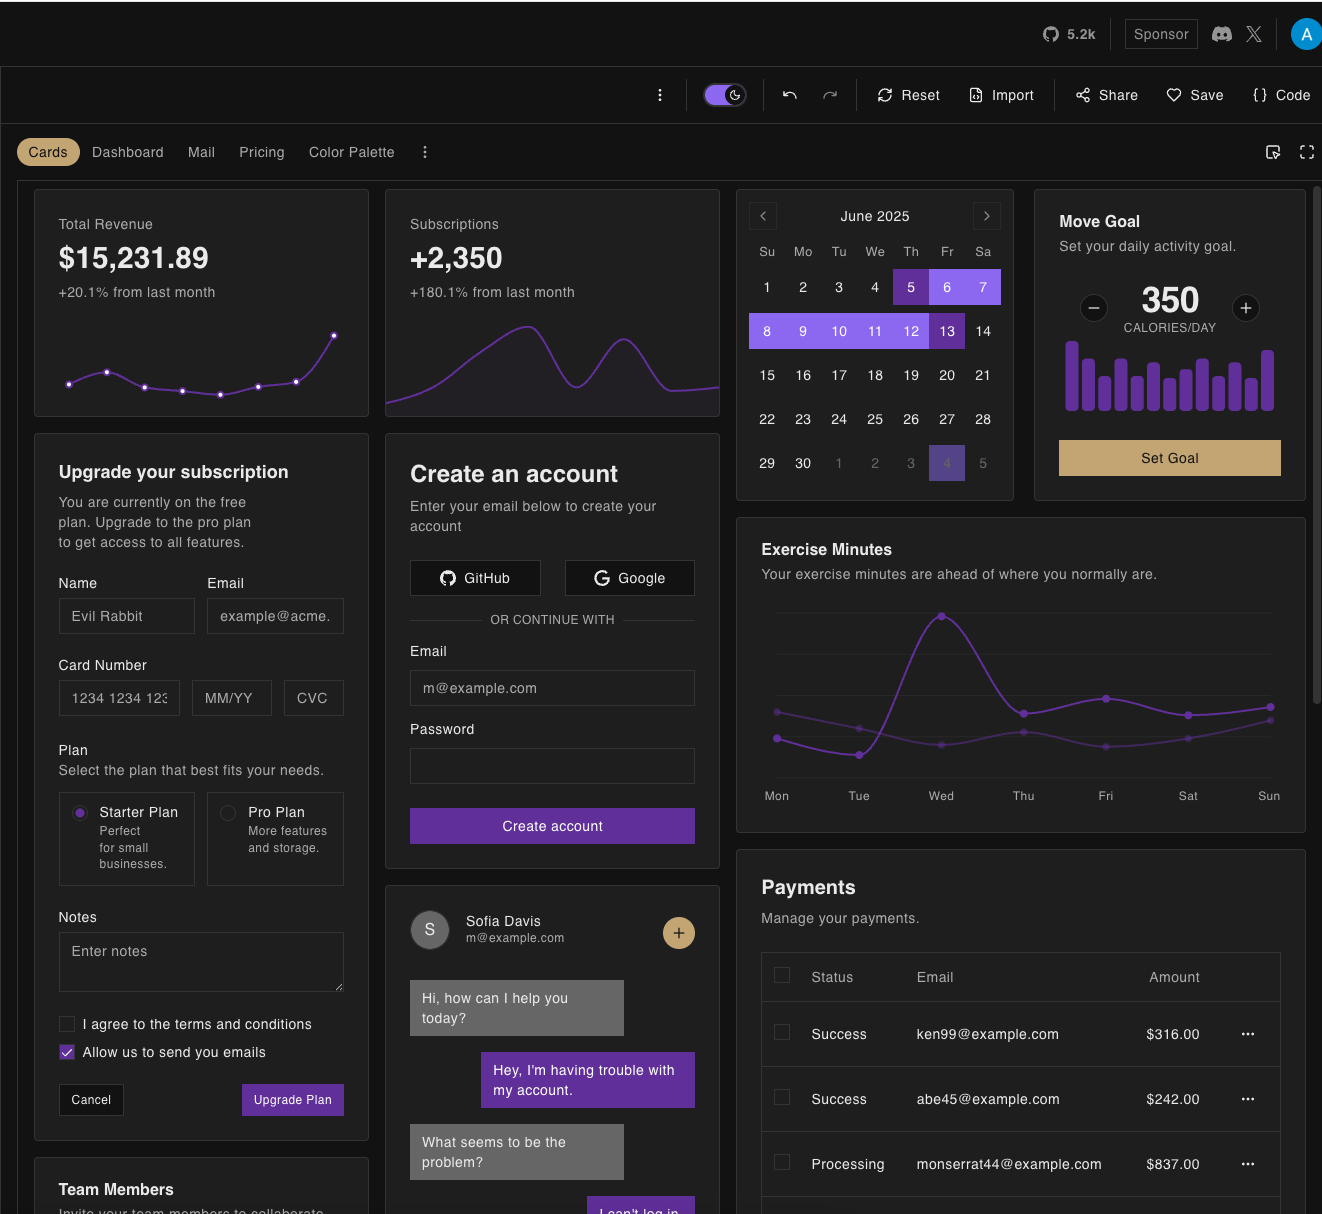 5.2k
Sponsor
A
Reset
Import
Share
Save
Code
Cards
Dashboard
Mail
Pricing
Color Palette
Total Revenue
$15,231.89
+20.1% from last month
Subscriptions
+2,350
+180.1% from last month
June 2025
Su Mo Tu We Th Fr Sa
1 2 3 4 5 6 7
8 9 10 11 12 13 14
15 16 17 18 19 20 21
22 23 24 25 26 27 28
29 30 1 2 3 4 5
Move Goal
Set your daily activity goal.
350
CALORIES/DAY
Set Goal
Upgrade your subscription
You are currently on the free
plan. Upgrade to the pro plan
to get access to all features.
Name
Email
Evil Rabbit
example@acme.
Card Number
1234 1234 123
MM/YY
CVC
Plan
Select the plan that best fits your needs.
Starter Plan
Perfect
for small
businesses.
Pro Plan
More features
and storage.
Notes
Enter notes
I agree to the terms and conditions
Allow us to send you emails
Cancel
Upgrade Plan
Team Members
Invite your team members to collaborate
Create an account
Enter your email below to create your
account
GitHub
Google
OR CONTINUE WITH
Email
m@example.com
Password
Create account
S
Sofia Davis
m@example.com
Hi, how can I help you
today?
Hey, I'm having trouble with
my account.
What seems to be the
problem?
I can't log in
Exercise Minutes
Your exercise minutes are ahead of where you normally are.
Mon Tue Wed Thu Fri Sat Sun
Payments
Manage your payments.
Status Email Amount
Success ken99@example.com $316.00
Success abe45@example.com $242.00
Processing monserrat44@example.com $837.00